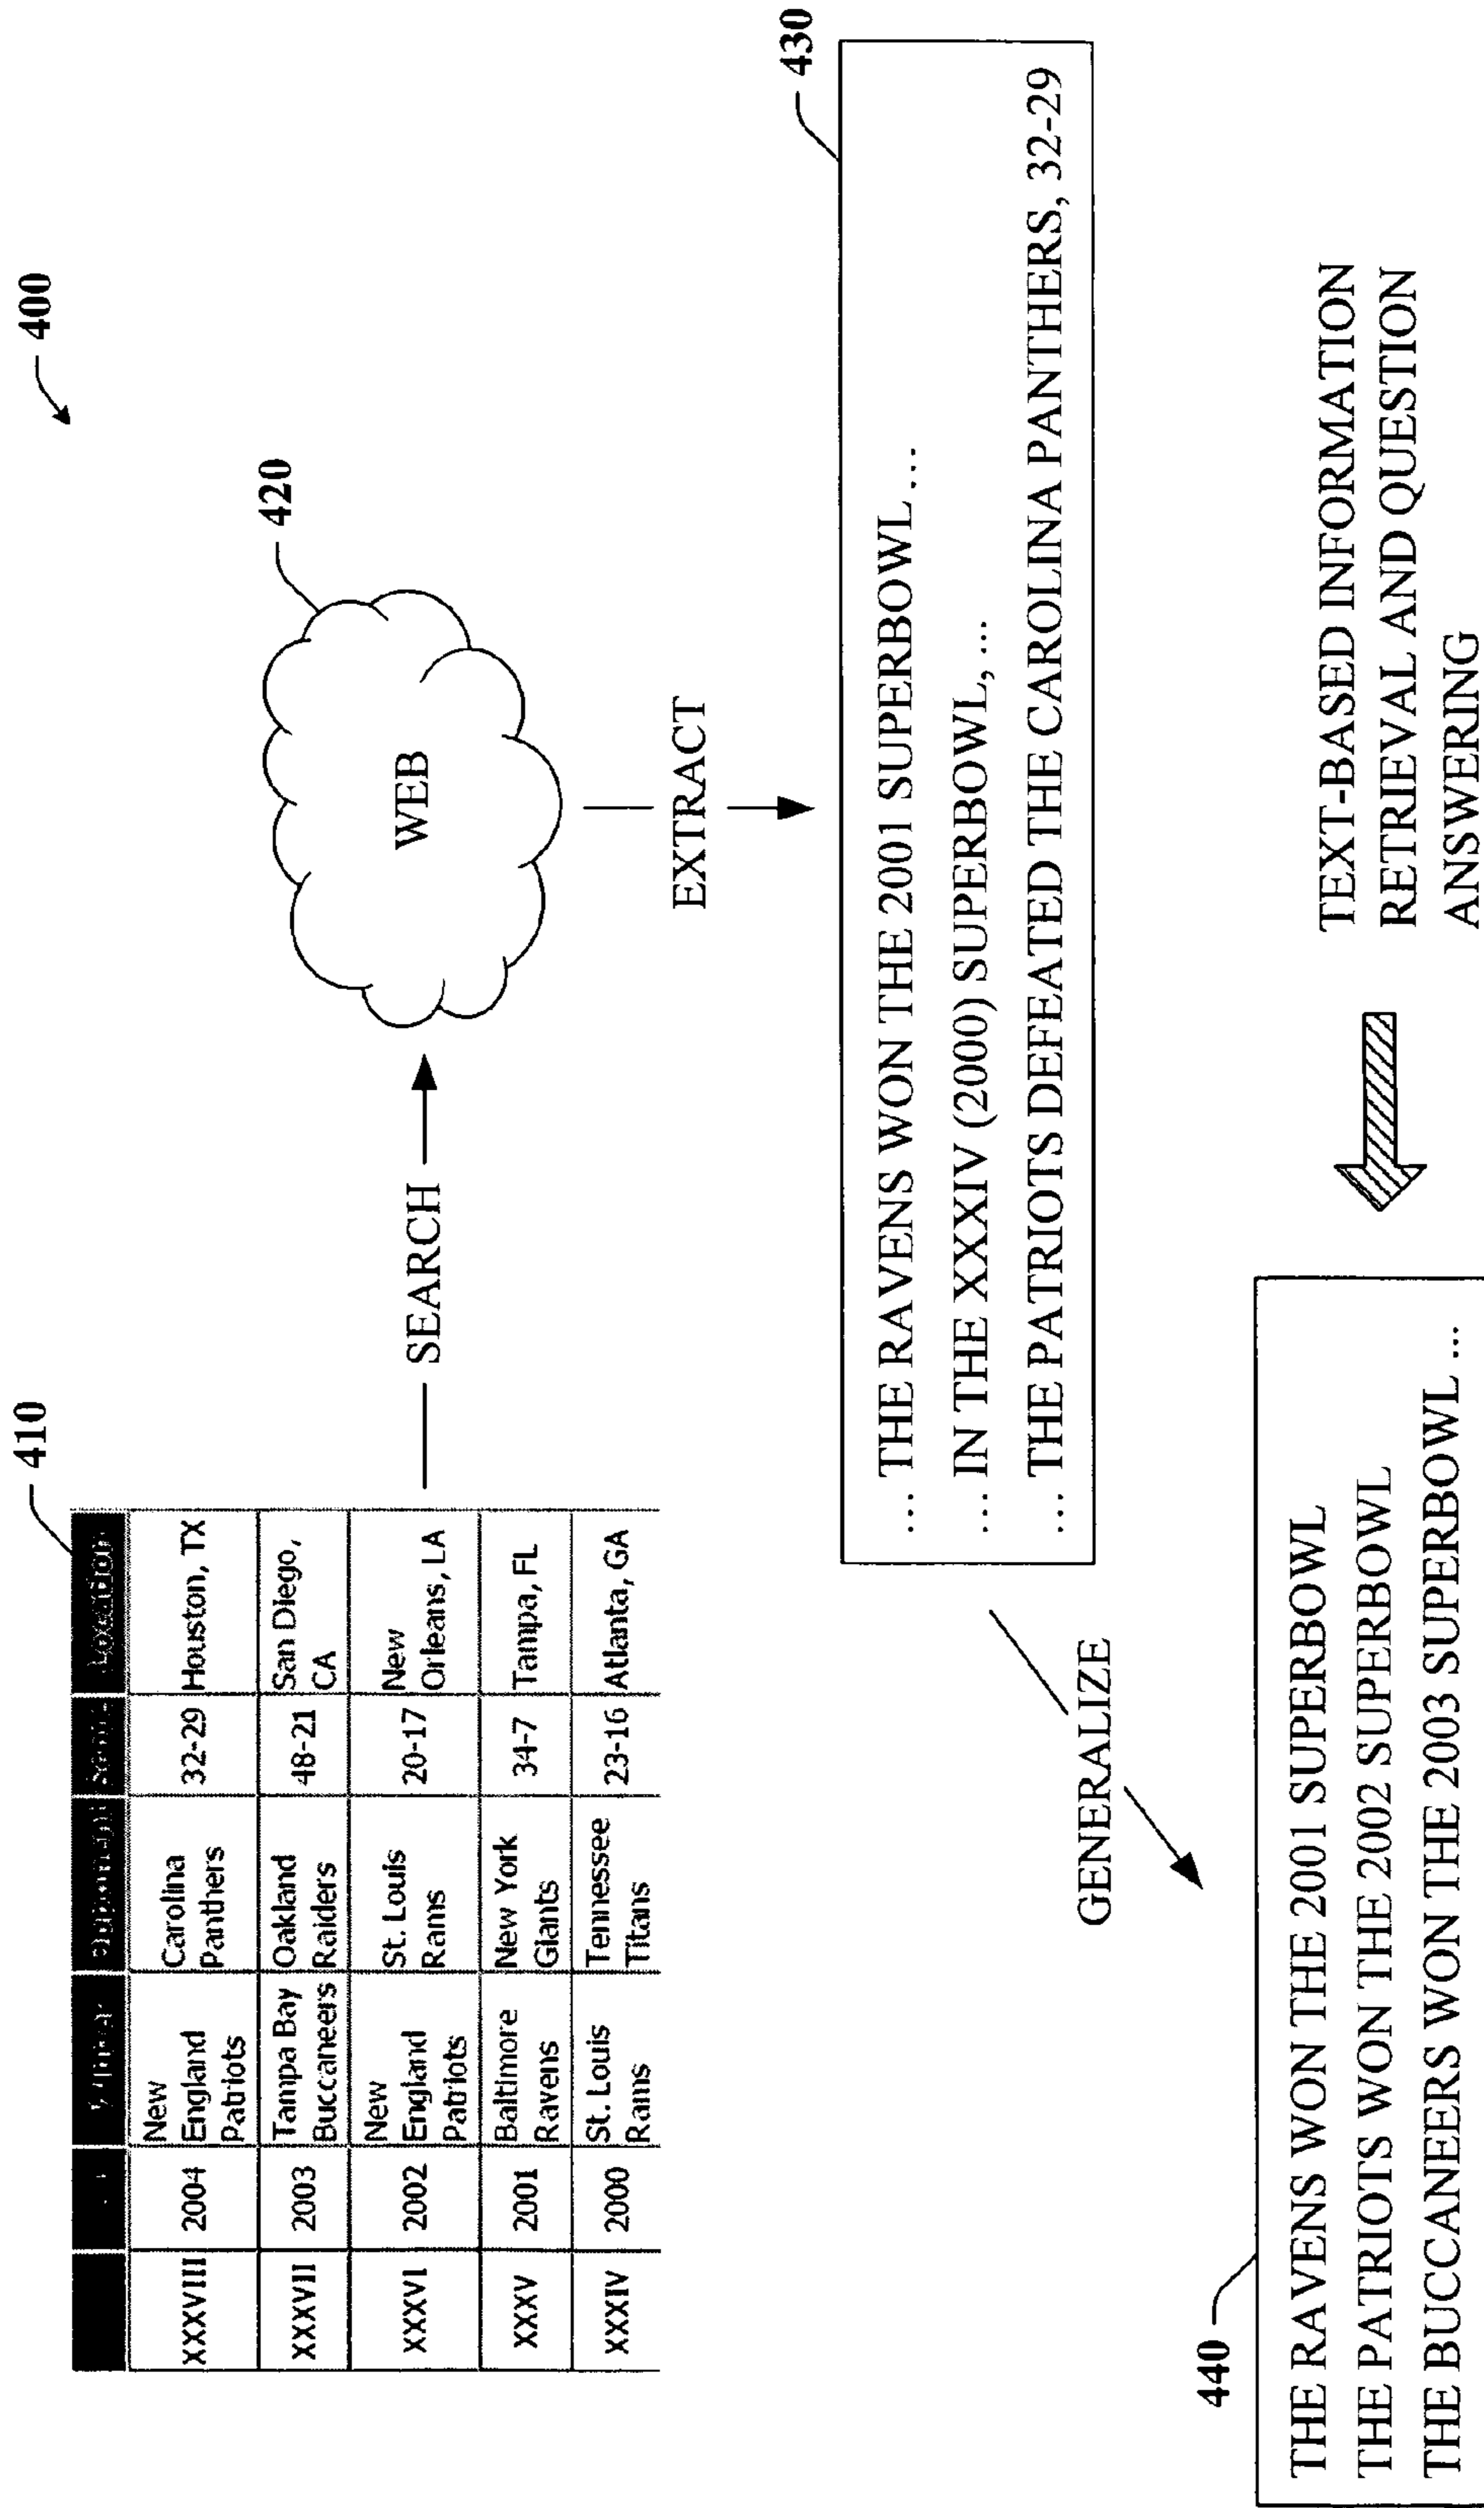 400
410
Winner Opponent Score Location
XXXVIII 2004 New England Patriots Carolina Panthers 32-29 Houston, TX
XXXVII 2003 Tampa Bay Buccaneers Oakland Raiders 48-21 San Diego, CA
XXXVI 2002 New England Patriots St. Louis Rams 20-17 New Orleans, LA
XXXV 2001 Baltimore Ravens New York Giants 34-7 Tampa, FL
XXXIV 2000 St. Louis Rams Tennessee Titans 23-16 Atlanta, GA
SEARCH
420
WEB
EXTRACT
430
... THE RAVENS WON THE 2001 SUPERBOWL ...
... IN THE XXXIV (2000) SUPERBOWL, ...
... THE PATRIOTS DEFEATED THE CAROLINA PANTHERS, 32-29
GENERALIZE
440
THE RAVENS WON THE 2001 SUPERBOWL
THE PATRIOTS WON THE 2002 SUPERBOWL
THE BUCCANEERS WON THE 2003 SUPERBOWL ...
TEXT-BASED INFORMATION
RETRIEVAL AND QUESTION
ANSWERING